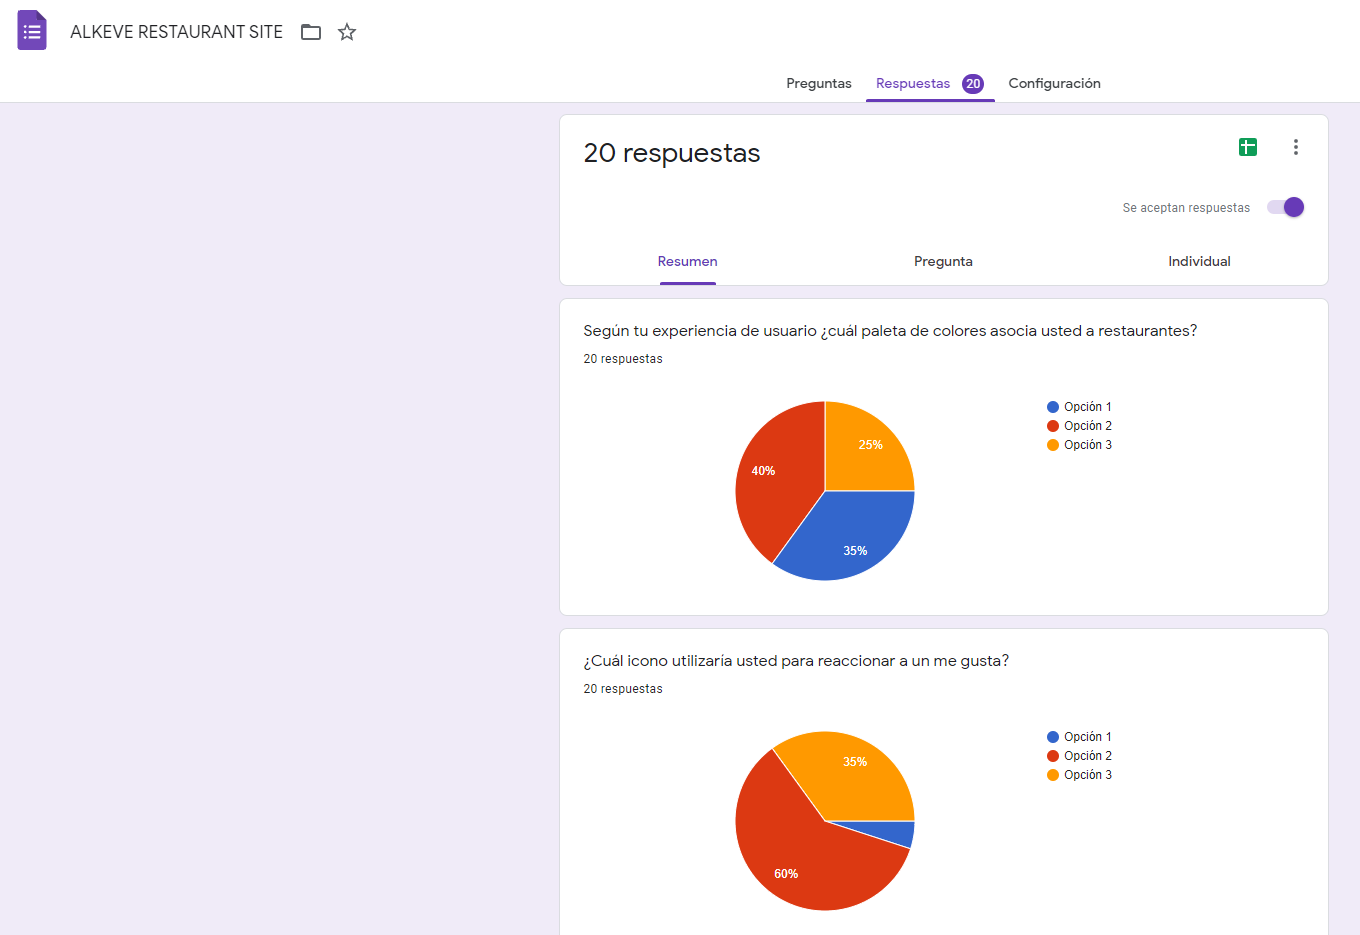 ALKEVE RESTAURANT SITE
Preguntas
Respuestas 20
Configuración
20 respuestas
Se aceptan respuestas
Resumen
Pregunta
Individual
Según tu experiencia de usuario ¿cuál paleta de colores asocia usted a restaurantes?
20 respuestas
25%
40%
35%
Opción 1
Opción 2
Opción 3
¿Cuál icono utilizaría usted para reaccionar a un me gusta?
20 respuestas
35%
60%
Opción 1
Opción 2
Opción 3